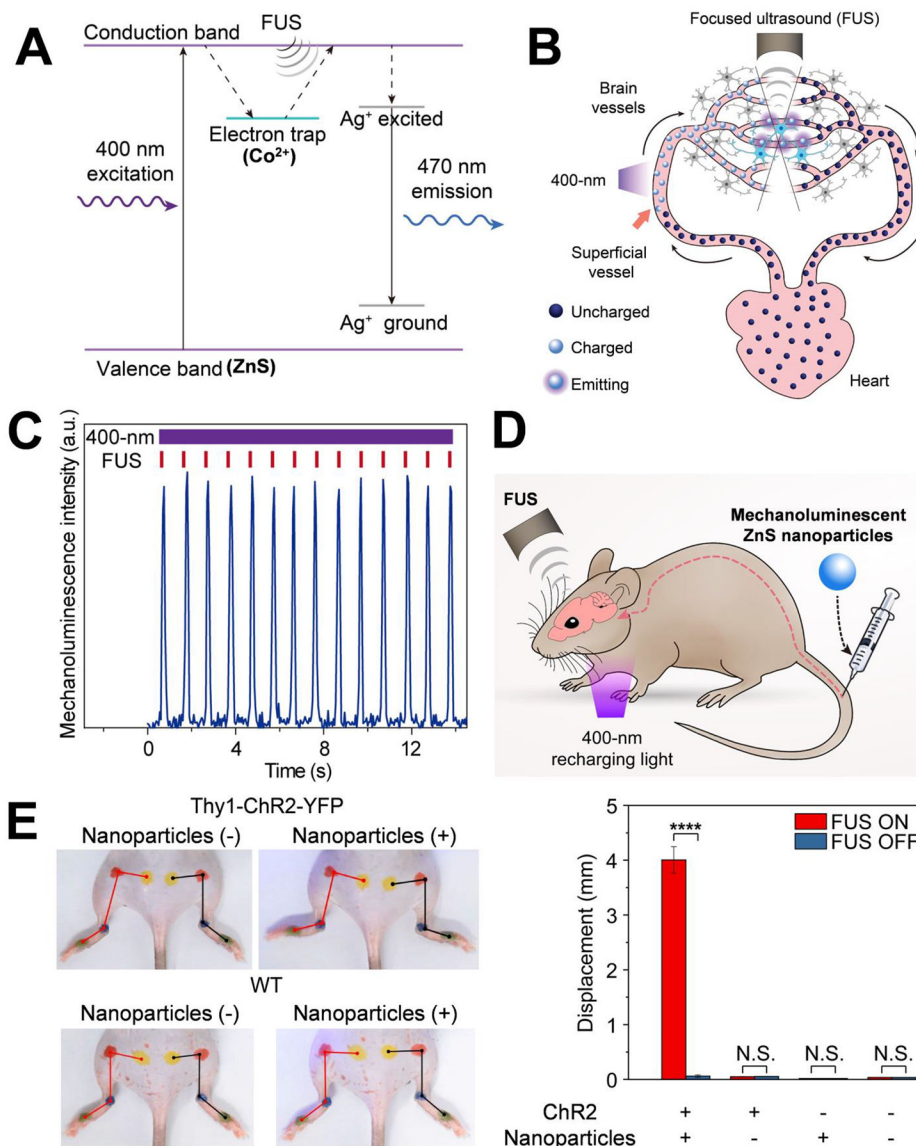 A
Conduction band
FUS
Electron trap
(Co²⁺)
Ag⁺ excited
400 nm
excitation
470 nm
emission
Ag⁺ ground
Valence band (ZnS)
B
Focused ultrasound (FUS)
Brain
vessels
400-nm
Superficial
vessel
Uncharged
Charged
Emitting
Heart
C
400-nm
FUS
Mechanoluminescence intensity (a.u.)
0 4 8 12
Time (s)
D
FUS
Mechanoluminescent
ZnS nanoparticles
400-nm
recharging light
E
Thy1-ChR2-YFP
Nanoparticles (-) Nanoparticles (+)
WT
Nanoparticles (-) Nanoparticles (+)
Displacement (mm)
5
4
3
2
1
0
FUS ON
FUS OFF
****
N.S. N.S. N.S.
ChR2 + + - -
Nanoparticles + - + -